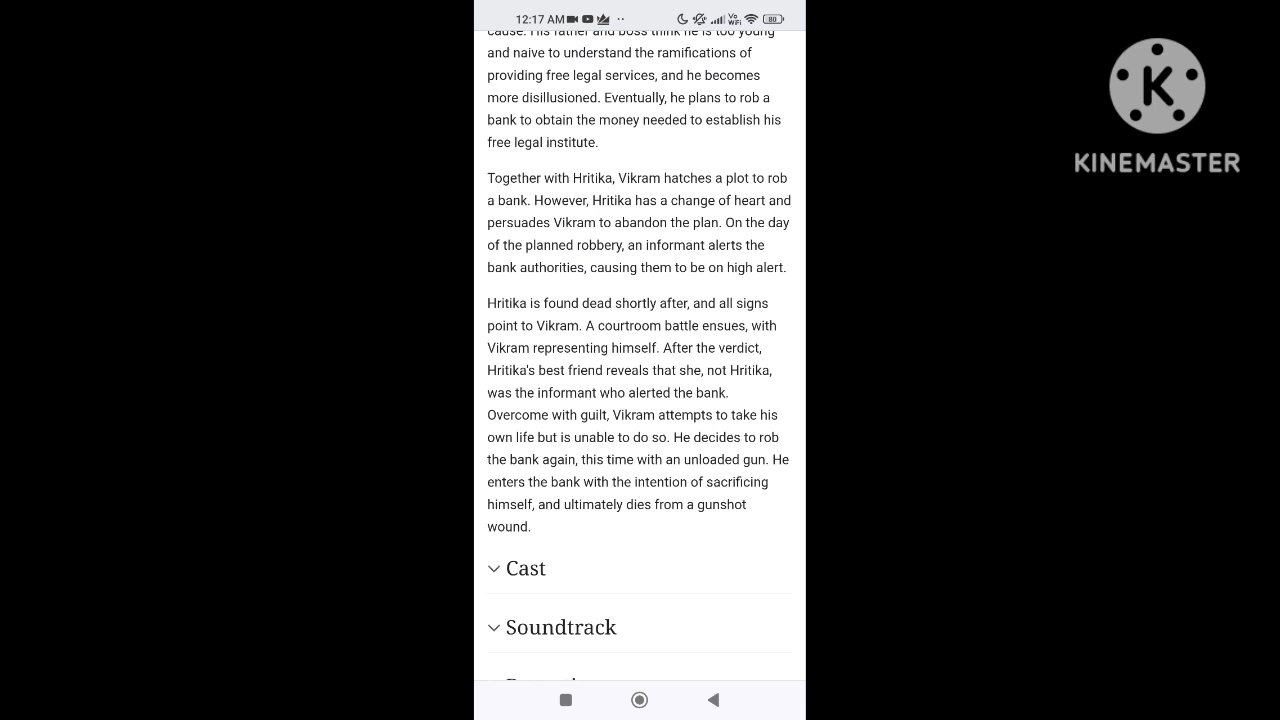 12:17 AM
Vo
WiFi
80
cause. His father and boss think he is too young
and naive to understand the ramifications of
providing free legal services, and he becomes
more disillusioned. Eventually, he plans to rob a
bank to obtain the money needed to establish his
free legal institute.
Together with Hritika, Vikram hatches a plot to rob
a bank. However, Hritika has a change of heart and
persuades Vikram to abandon the plan. On the day
of the planned robbery, an informant alerts the
bank authorities, causing them to be on high alert.
Hritika is found dead shortly after, and all signs
point to Vikram. A courtroom battle ensues, with
Vikram representing himself. After the verdict,
Hritika's best friend reveals that she, not Hritika,
was the informant who alerted the bank.
Overcome with guilt, Vikram attempts to take his
own life but is unable to do so. He decides to rob
the bank again, this time with an unloaded gun. He
enters the bank with the intention of sacrificing
himself, and ultimately dies from a gunshot
wound.
Cast
Soundtrack
K
KINEMASTER